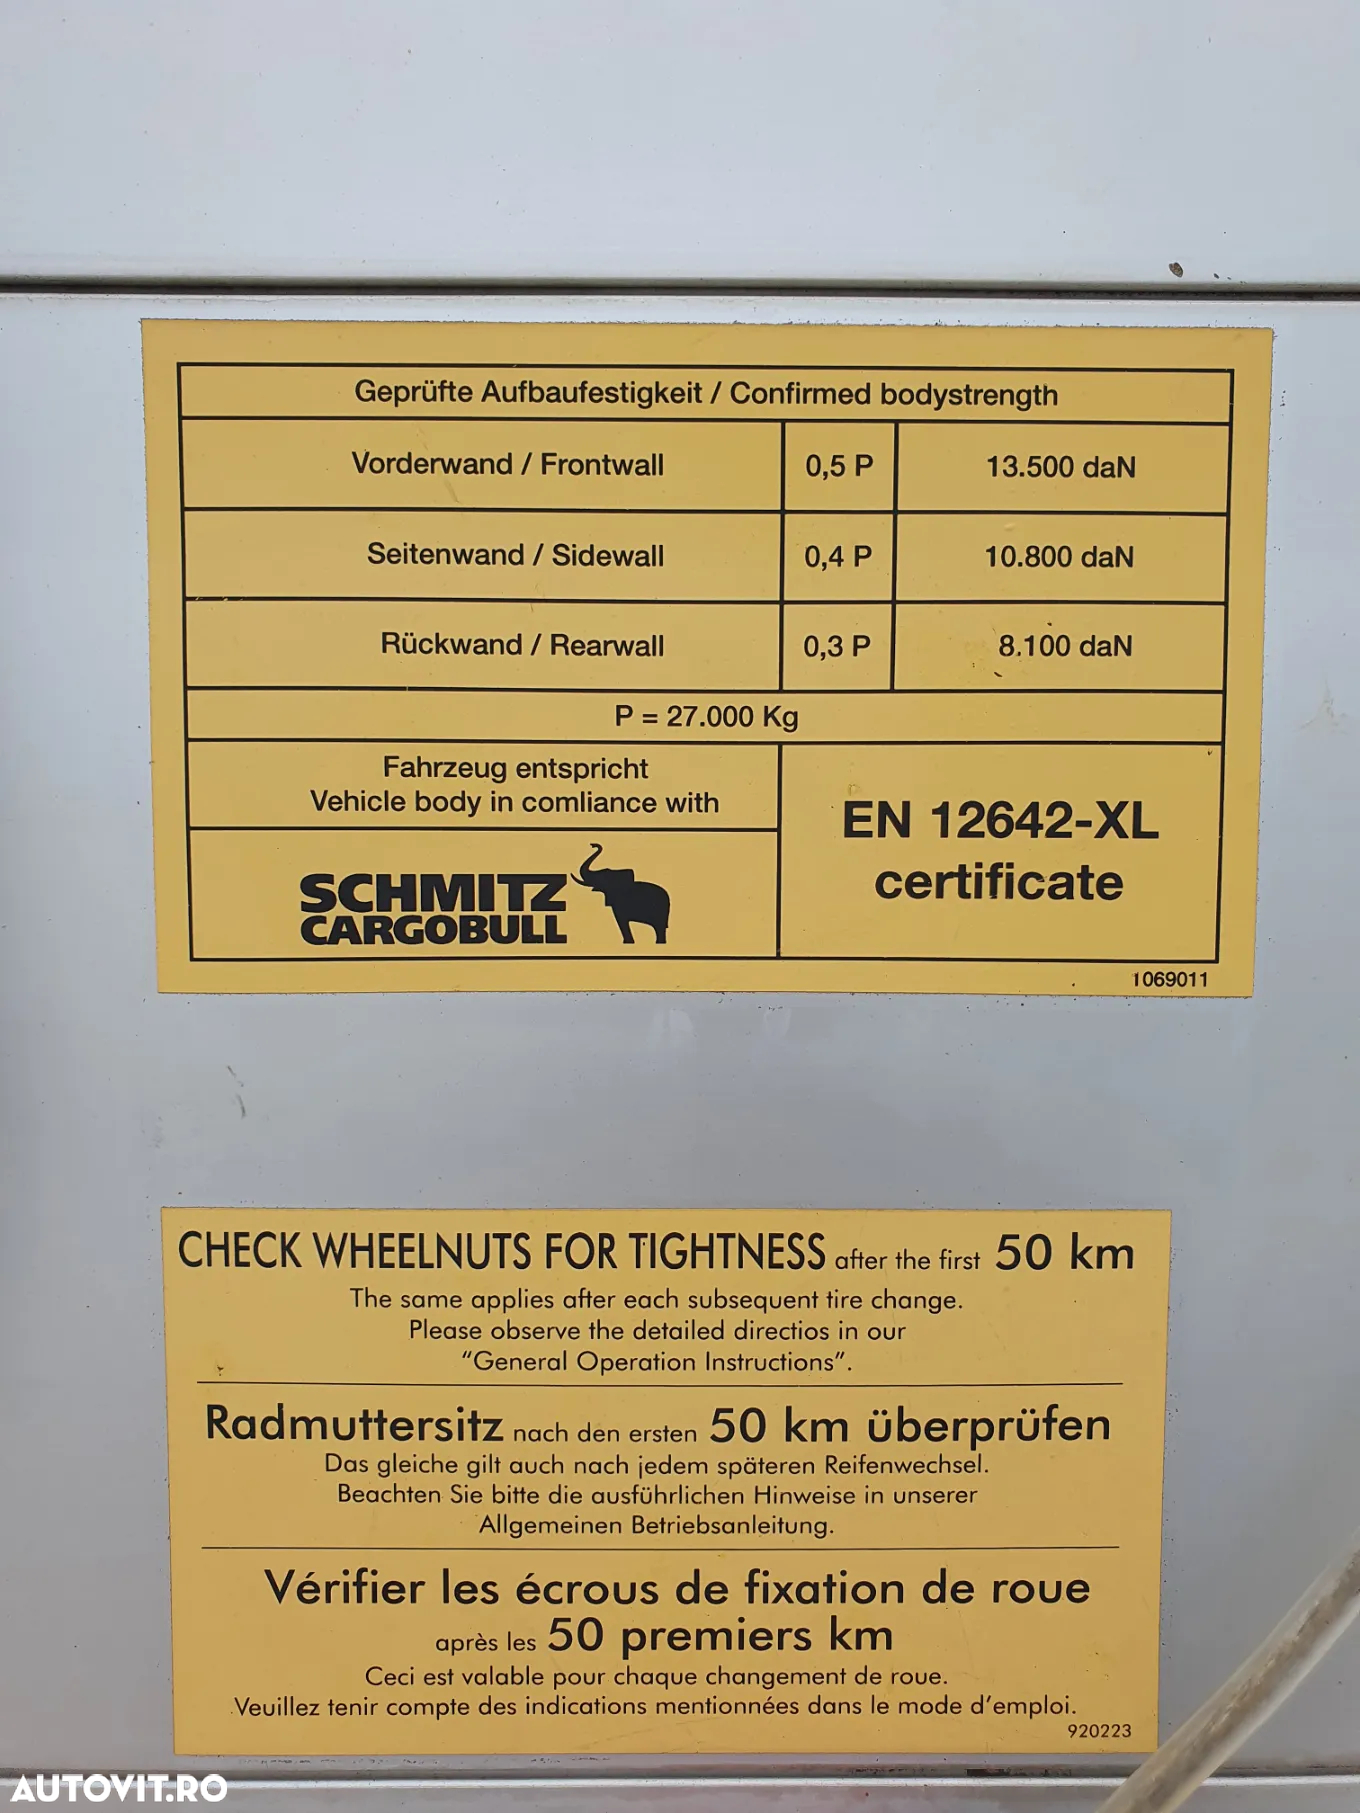 Geprüfte Aufbaufestigkeit / Confirmed bodystrength
Vorderwand / Frontwall 0,5 P 13.500 daN
Seitenwand / Sidewall 0,4 P 10.800 daN
Rückwand / Rearwall 0,3 P 8.100 daN
P = 27.000 Kg
Fahrzeug entspricht
Vehicle body in comliance with
EN 12642-XL
certificate
SCHMITZ
CARGOBULL
1069011
CHECK WHEELNUTS FOR TIGHTNESS after the first 50 km
The same applies after each subsequent tire change.
Please observe the detailed directios in our
"General Operation Instructions".
Radmuttersitz nach den ersten 50 km überprüfen
Das gleiche gilt auch nach jedem späteren Reifenwechsel.
Beachten Sie bitte die ausführlichen Hinweise in unserer
Allgemeinen Betriebsanleitung.
Vérifier les écrous de fixation de roue
après les 50 premiers km
Ceci est valable pour chaque changement de roue.
Veuillez tenir compte des indications mentionnées dans le mode d'emploi.
920223
AUTOVIT.RO